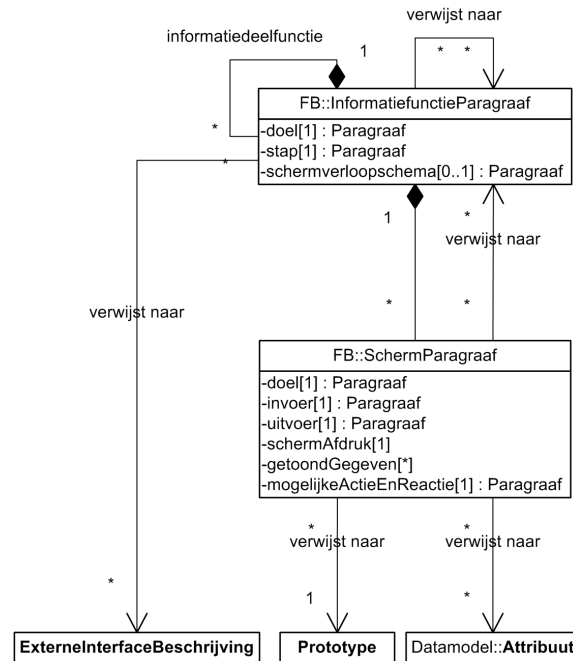 verwijst naar
informatiedeelfunctie
1
* *
FB::InformatiefunctieParagraaf
-doel[1] : Paragraaf
-stap[1] : Paragraaf
-schermverloopschema[0..1] : Paragraaf
*
*
1
*
verwijst naar
*
*
verwijst naar
FB::SchermParagraaf
-doel[1] : Paragraaf
-invoer[1] : Paragraaf
-uitvoer[1] : Paragraaf
-schermAfdruk[1]
-getoondGegeven[*]
-mogelijkeActieEnReactie[1] : Paragraaf
*
*
verwijst naar
verwijst naar
*
1
*
ExterneInterfaceBeschrijving
Prototype
Datamodel::Attribuut